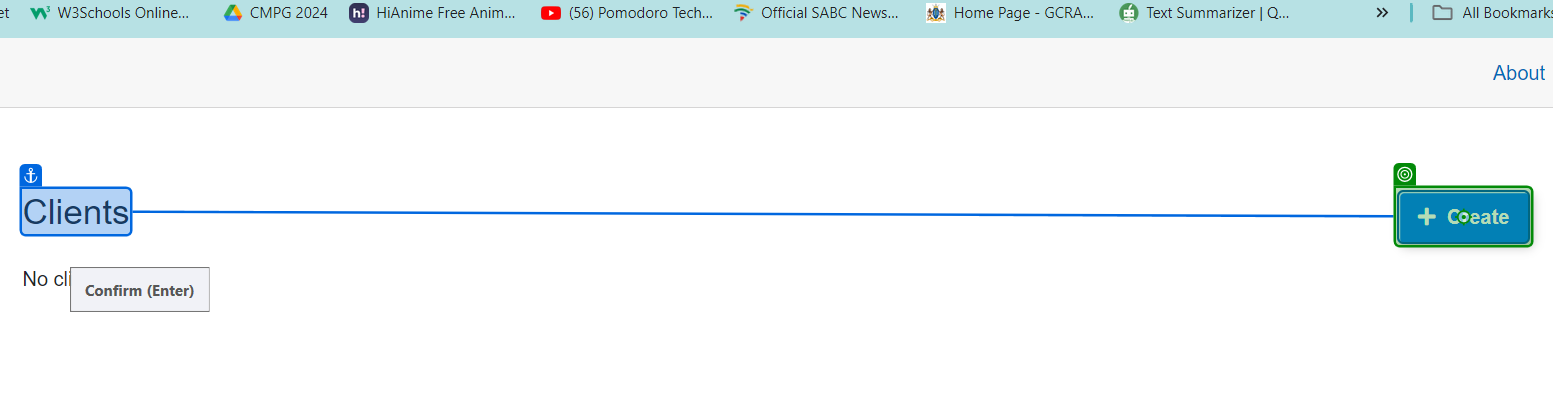 et W3Schools Online... CMPG 2024 h! HiAnime Free Anim... (56) Pomodoro Tech... Official SABC News... Home Page - GCRA... Text Summarizer | Q... » All Bookmarks
About
Clients
+ Create
No cli
Confirm (Enter)